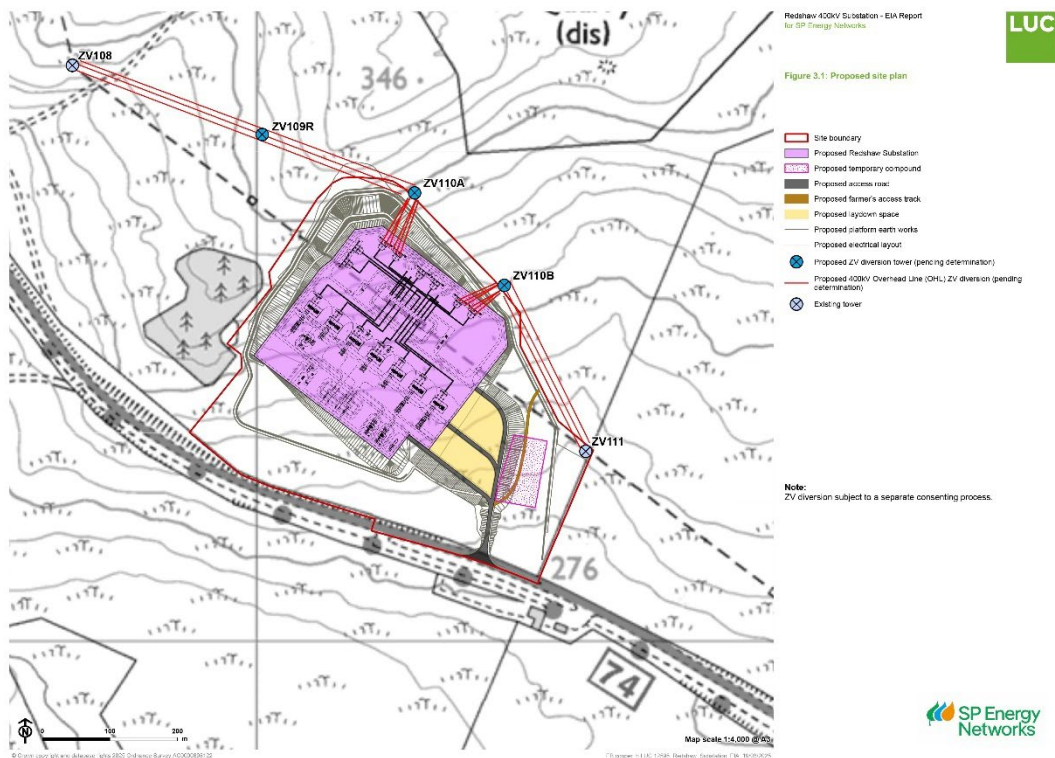 Redshaw 400kV Substation - EIA Report
for SP Energy Networks
LUC
Figure 3.1: Proposed site plan
Site boundary
Proposed Redshaw Substation
Proposed temporary compound
Proposed access road
Proposed farmer's access track
Proposed laydown space
Proposed platform earth works
Proposed electrical layout
Proposed ZV diversion tower (pending determination)
Proposed 400kV Overhead Line (OHL) ZV diversion (pending
determination)
Existing tower
Note:
ZV diversion subject to a separate consenting process.
(dis)
346
ZV108
ZV109R
ZV110A
ZV110B
ZV111
276
74
N
0 100 200
m
Map scale 1:4,000 @ A3
SP Energy
Networks